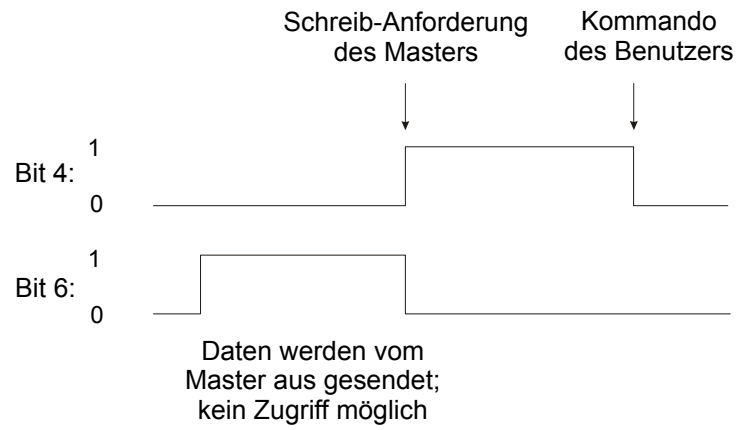 Schreib-Anforderung
des Masters
Kommando
des Benutzers
1
Bit 4:
0
1
Bit 6:
0
Daten werden vom
Master aus gesendet;
kein Zugriff möglich